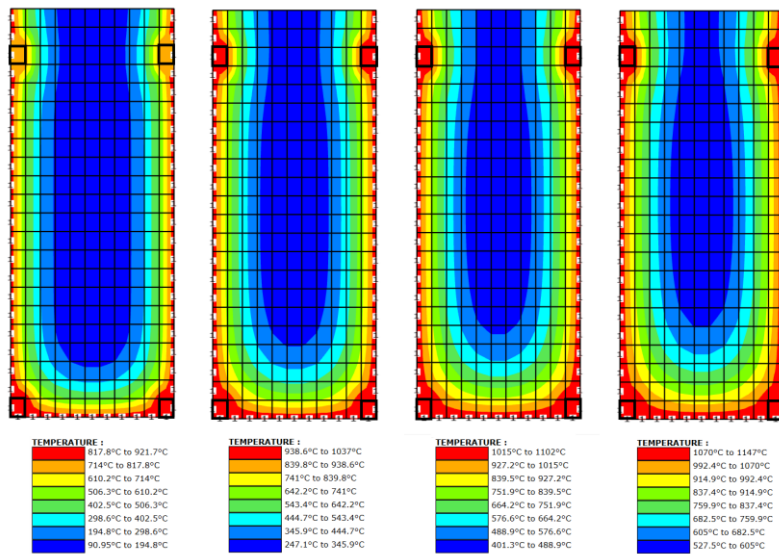 TEMPERATURE :
817.8°C to 921.7°C
714°C to 817.8°C
610.2°C to 714°C
506.3°C to 610.2°C
402.5°C to 506.3°C
298.6°C to 402.5°C
194.8°C to 298.6°C
90.95°C to 194.8°C
TEMPERATURE :
938.6°C to 1037°C
839.8°C to 938.6°C
741°C to 839.8°C
642.2°C to 741°C
543.4°C to 642.2°C
444.7°C to 543.4°C
345.9°C to 444.7°C
247.1°C to 345.9°C
TEMPERATURE :
1015°C to 1102°C
927.2°C to 1015°C
839.5°C to 927.2°C
751.9°C to 839.5°C
664.2°C to 751.9°C
576.6°C to 664.2°C
488.9°C to 576.6°C
401.3°C to 488.9°C
TEMPERATURE :
1070°C to 1147°C
992.4°C to 1070°C
914.9°C to 992.4°C
837.4°C to 914.9°C
759.9°C to 837.4°C
682.5°C to 759.9°C
605°C to 682.5°C
527.5°C to 605°C